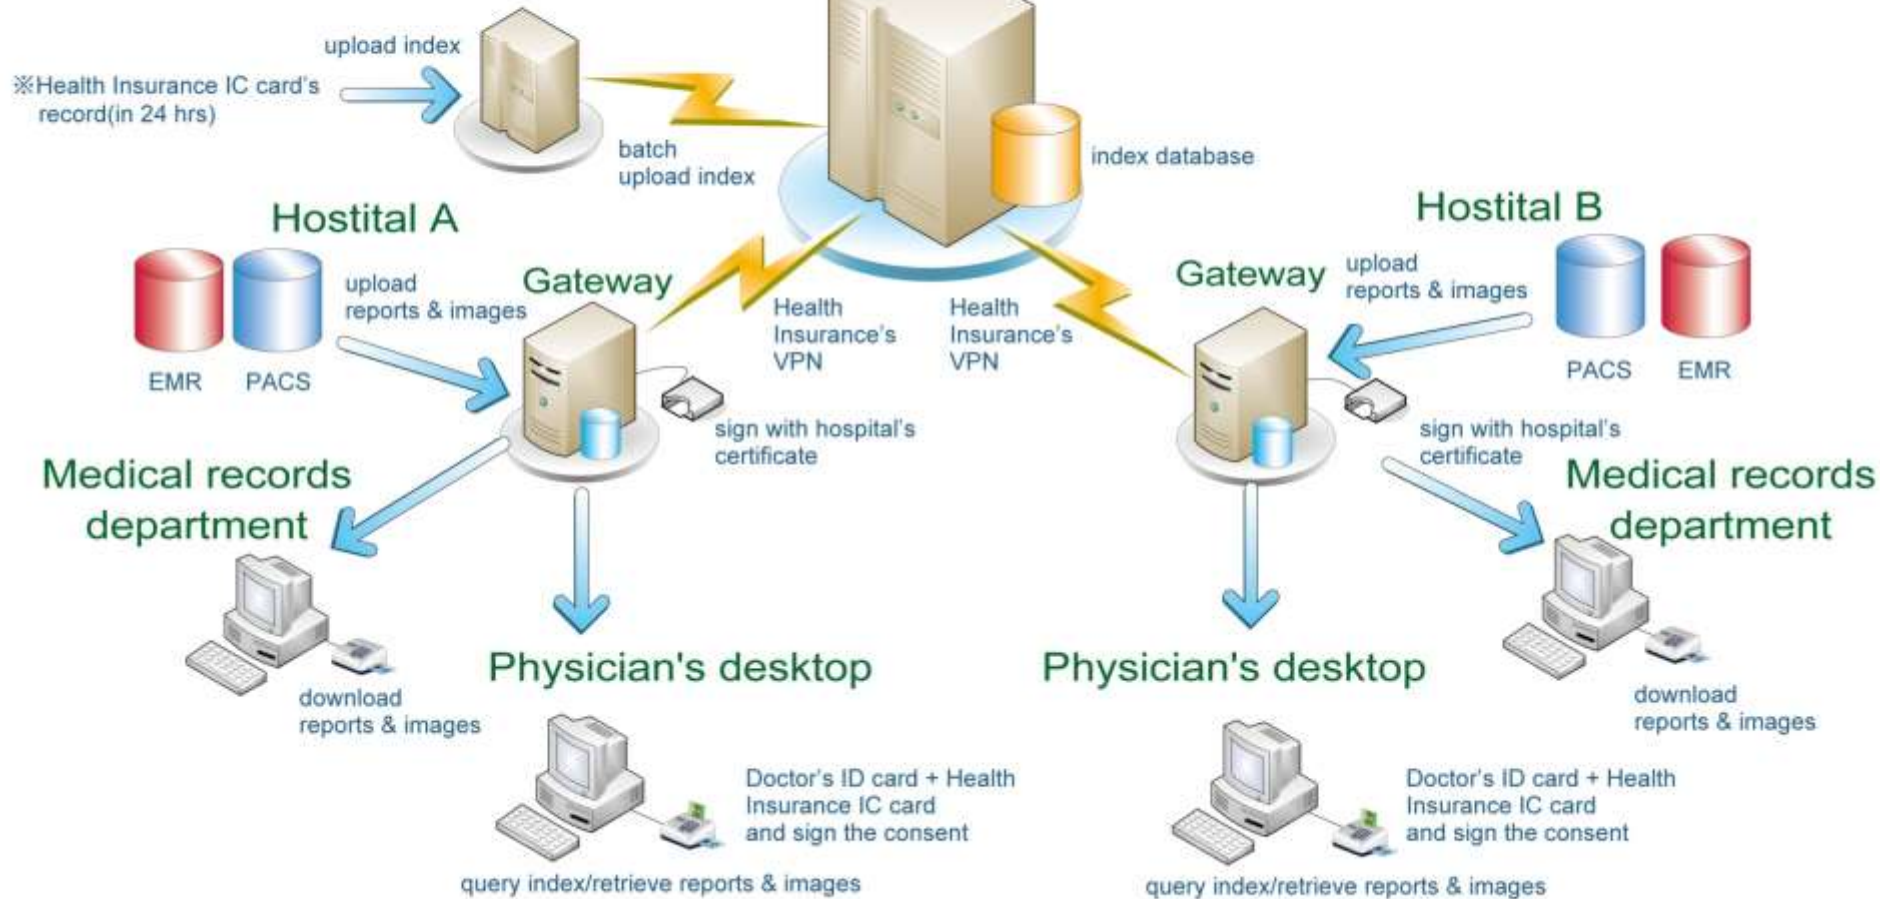 upload index
※Health Insurance IC card's
record(in 24 hrs)
batch
upload index
index database
Hostital A
Hostital B
Gateway
upload
reports & images
EMR
PACS
Health
Insurance's
VPN
Health
Insurance's
VPN
Gateway
upload
reports & images
PACS
EMR
sign with hospital's
certificate
sign with hospital's
certificate
Medical records
department
Medical records
department
download
reports & images
Physician's desktop
Physician's desktop
download
reports & images
Doctor's ID card + Health
Insurance IC card
and sign the consent
query index/retrieve reports & images
Doctor's ID card + Health
Insurance IC card
and sign the consent
query index/retrieve reports & images